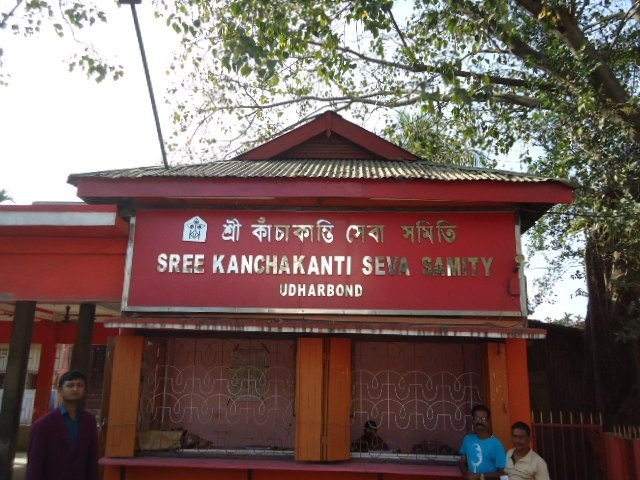 শ্রী কাঁচাকান্তি সেবা সমিতি
SREE KANCHAKANTI SEVA SAMITY
UDHARBOND